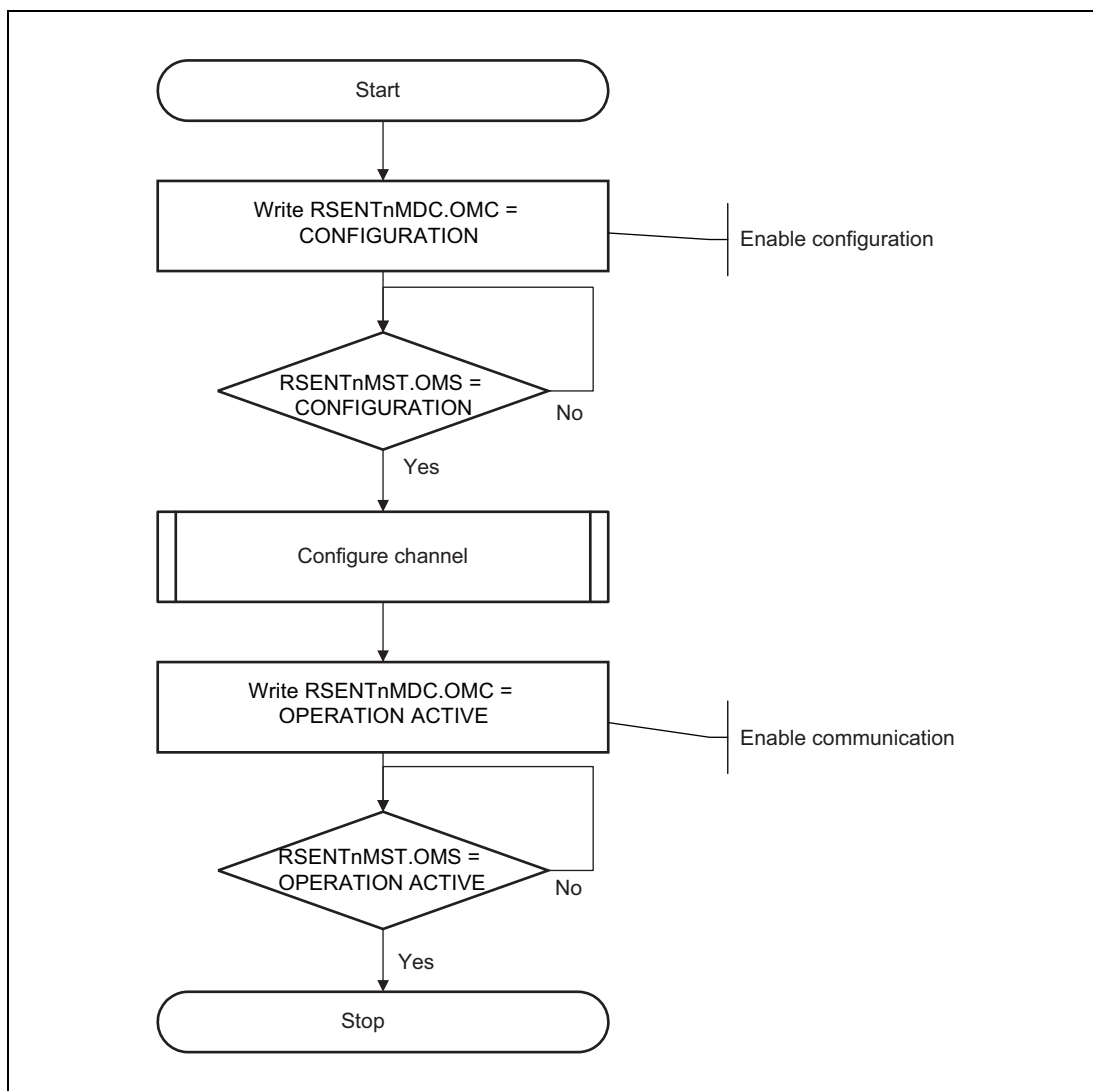 Start
Write RSENTnMDC.OMC =
CONFIGURATION
Enable configuration
RSENTnMST.OMS =
CONFIGURATION
No
Yes
Configure channel
Write RSENTnMDC.OMC =
OPERATION ACTIVE
Enable communication
RSENTnMST.OMS =
OPERATION ACTIVE
No
Yes
Stop